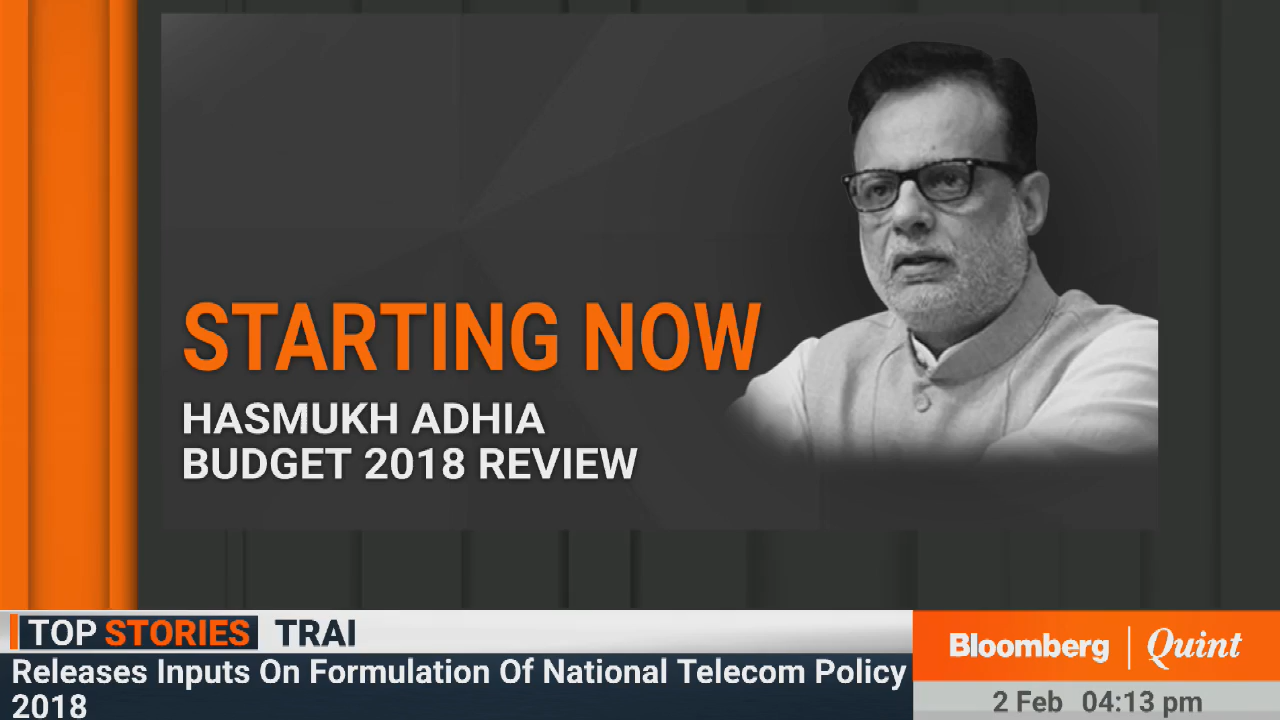 STARTING NOW
HASMUKH ADHIA
BUDGET 2018 REVIEW
TOP STORIES TRAI
Releases Inputs On Formulation Of National Telecom Policy
2018
Bloomberg | Quint
2 Feb 04:13 pm